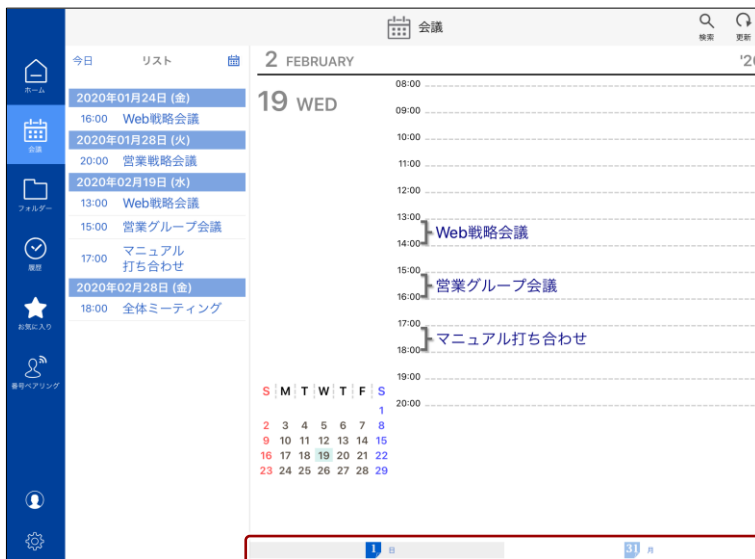 会議
検索
更新
ホーム
会議
フォルダー
履歴
お気に入り
番号ペアリング
今日 リスト
2020年01月24日 (金)
16:00 Web戦略会議
2020年01月28日 (火)
20:00 営業戦略会議
2020年02月19日 (水)
13:00 Web戦略会議
15:00 営業グループ会議
17:00 マニュアル
打ち合わせ
2020年02月28日 (金)
18:00 全体ミーティング
2 FEBRUARY
19 WED
08:00
09:00
10:00
11:00
12:00
13:00
Web戦略会議
14:00
15:00
営業グループ会議
16:00
17:00
マニュアル打ち合わせ
18:00
19:00
20:00
S M T W T F S
1
2 3 4 5 6 7 8
9 10 11 12 13 14 15
16 17 18 19 20 21 22
23 24 25 26 27 28 29
1 日
31 月